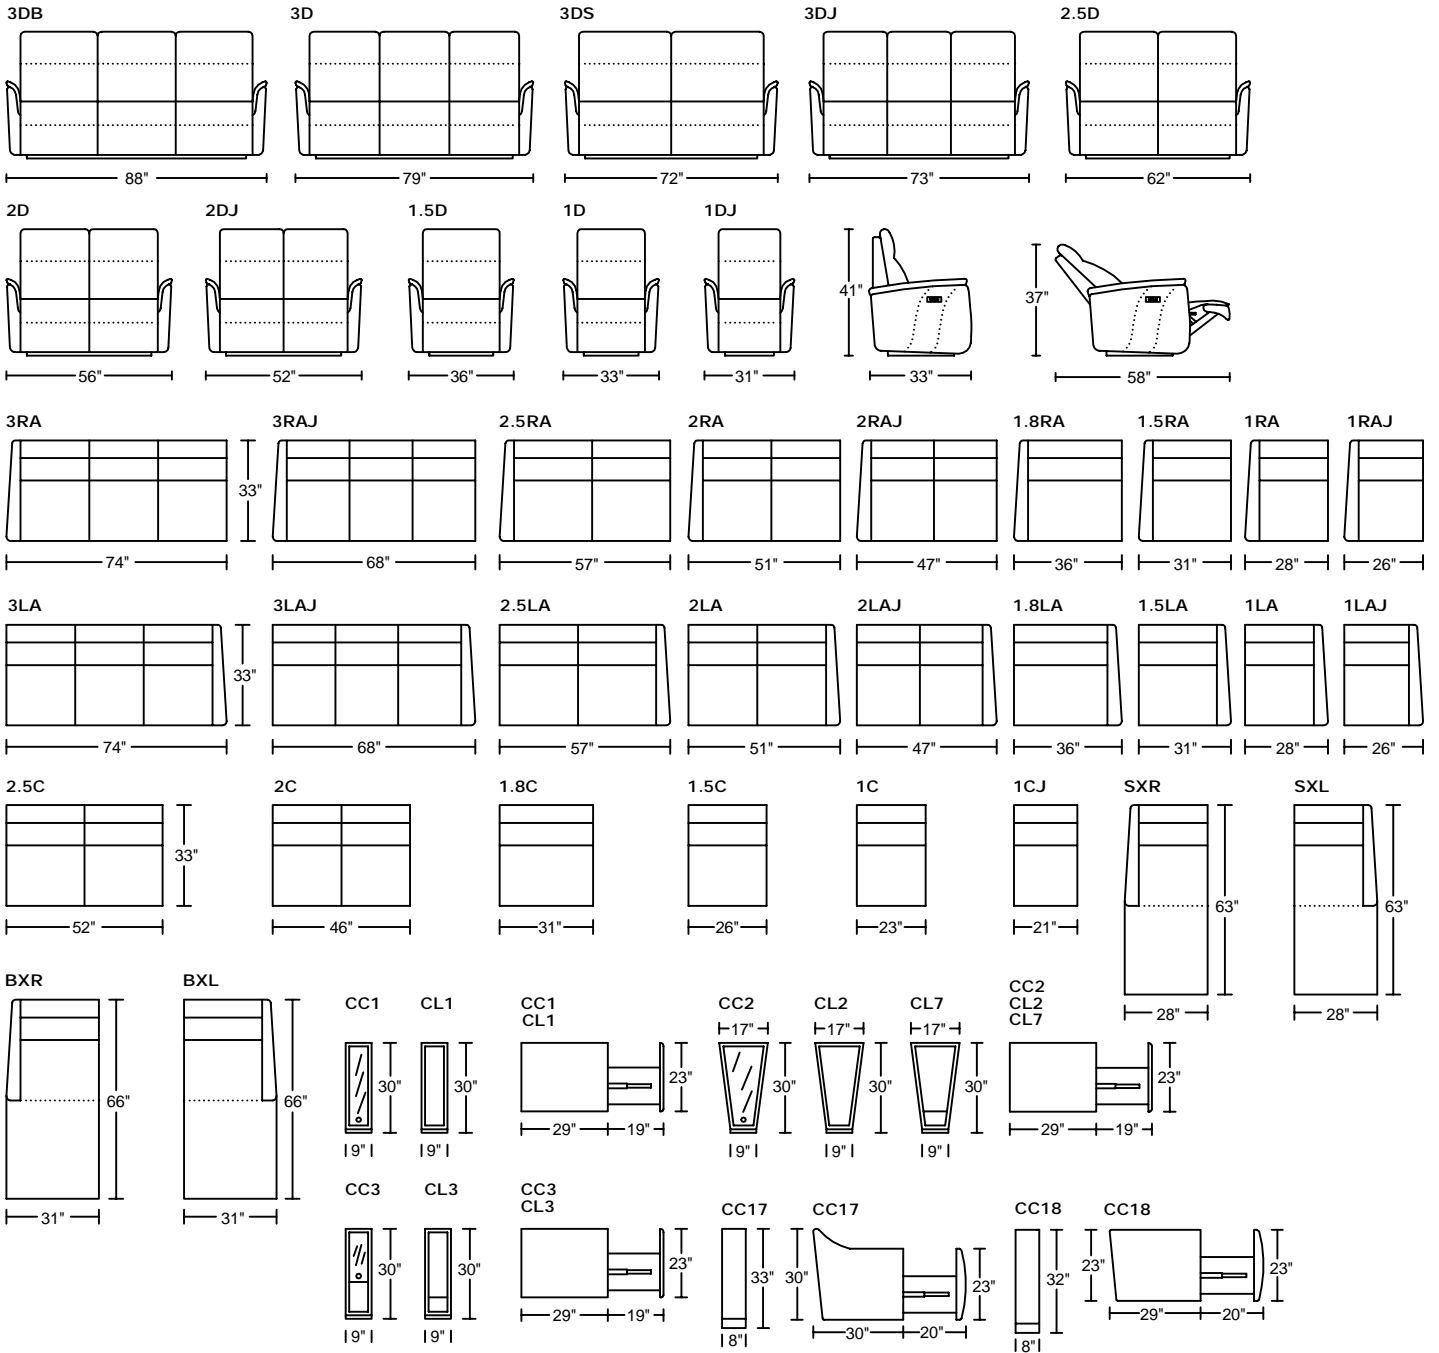 3DB 3D 3DS 3DJ 2.5D
88" 79" 72" 73" 62"
2D 2DJ 1.5D 1D 1DJ
41" 37"
56" 52" 36" 33" 31" 33" 58"
3RA 3RAJ 2.5RA 2RA 2RAJ 1.8RA 1.5RA 1RA 1RAJ
33"
74" 68" 57" 51" 47" 36" 31" 28" 26"
3LA 3LAJ 2.5LA 2LA 2LAJ 1.8LA 1.5LA 1LA 1LAJ
33"
74" 68" 57" 51" 47" 36" 31" 28" 26"
2.5C 2C 1.8C 1.5C 1C 1CJ SXR SXL
33"
63" 63"
52" 46" 31" 26" 23" 21"
28" 28"
BXR BXL
66" 66"
31" 31"
CC1 CL1
30" 30"
9" 9"
CC1
CL1
23"
29" 19"
CC2 CL2 CL7
17" 17" 17"
30" 30" 30"
9" 9" 9"
CC2
CL2
CL7
23"
29" 19"
CC3 CL3
30" 30"
9" 9"
CC3
CL3
23"
29" 19"
CC17 CC17
33" 30" 23"
8" 30" 20"
CC18 CC18
32" 23" 23"
8" 29" 20"